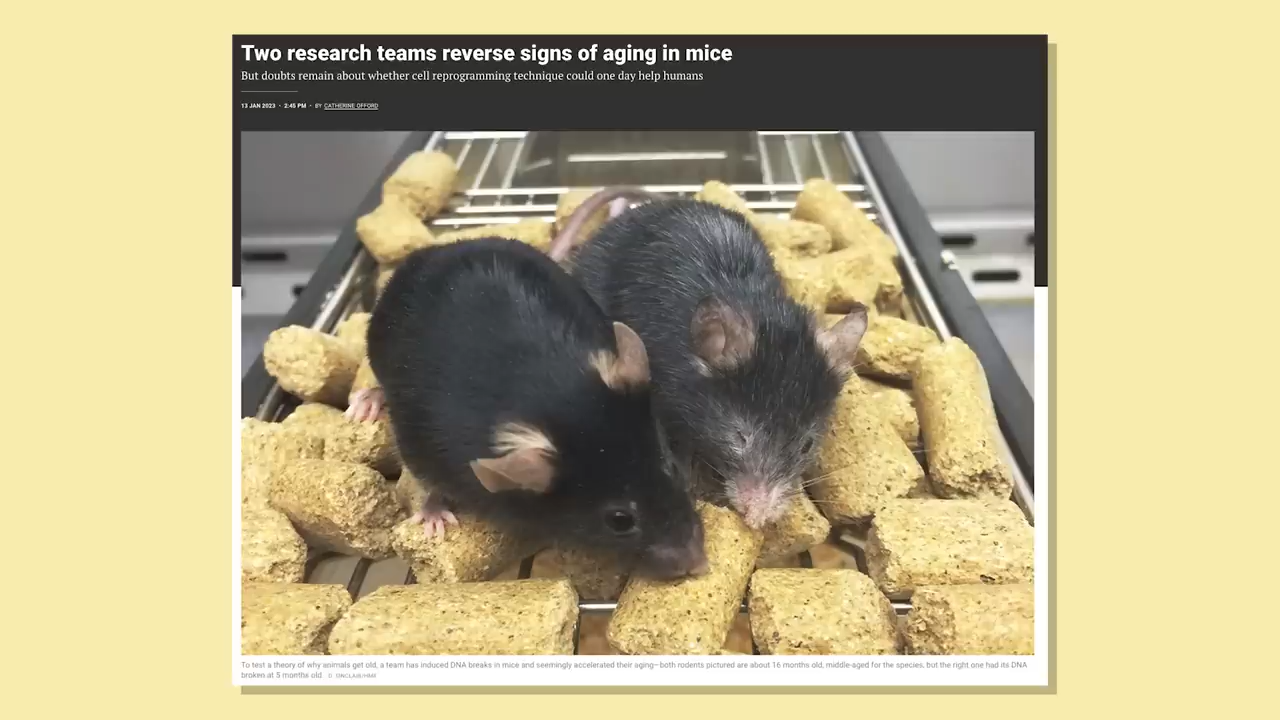 Two research teams reverse signs of aging in mice
But doubts remain about whether cell reprogramming technique could one day help humans
13 JAN 2023 • 2:45 PM • BY CATHERINE OFFORD
To test a theory of why animals get old, a team has induced DNA breaks in mice and seemingly accelerated their aging—both rodents pictured are about 16 months old, middle-aged for the species, but the right one had its DNA
broken at 5 months old. D. SINCLAIR/HMS